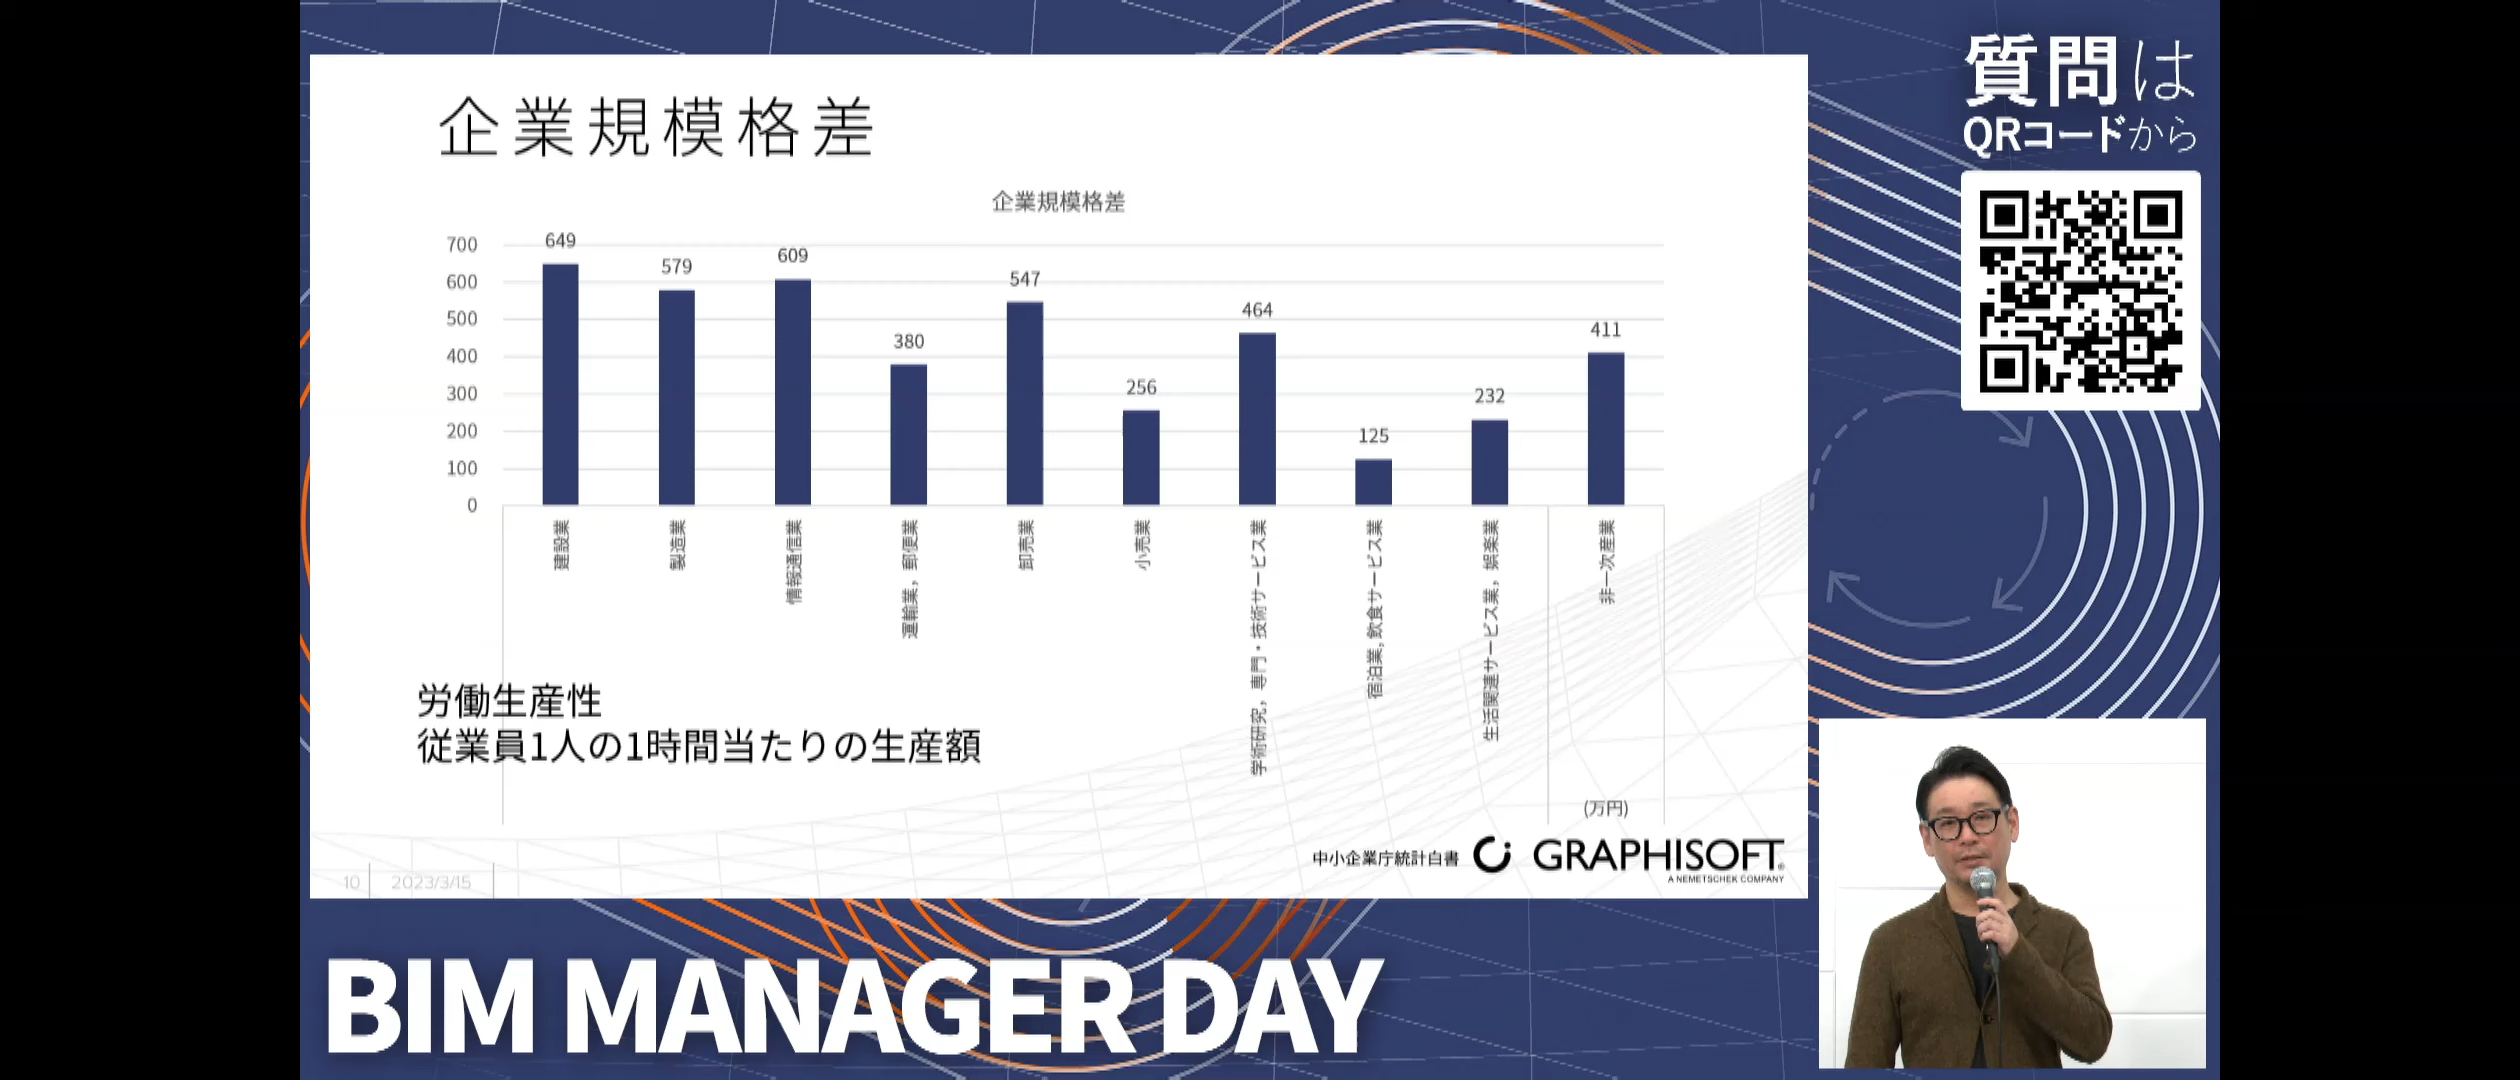 質問は
QRコードから
企業規模格差
企業規模格差
700
600
500
400
300
200
100
0
649
579
609
380
547
256
464
125
232
411
建設業
製造業
情報通信業
運輸業，郵便業
卸売業
小売業
学術研究，専門・技術サービス業
宿泊業,飲食サービス業
生活関連サービス業，娯楽業
非一次産業
(万円)
労働生産性
従業員1人の1時間当たりの生産額
中小企業庁統計白書
GRAPHISOFT®
A NEMETSCHEK COMPANY
10
2023/3/15
BIM MANAGER DAY